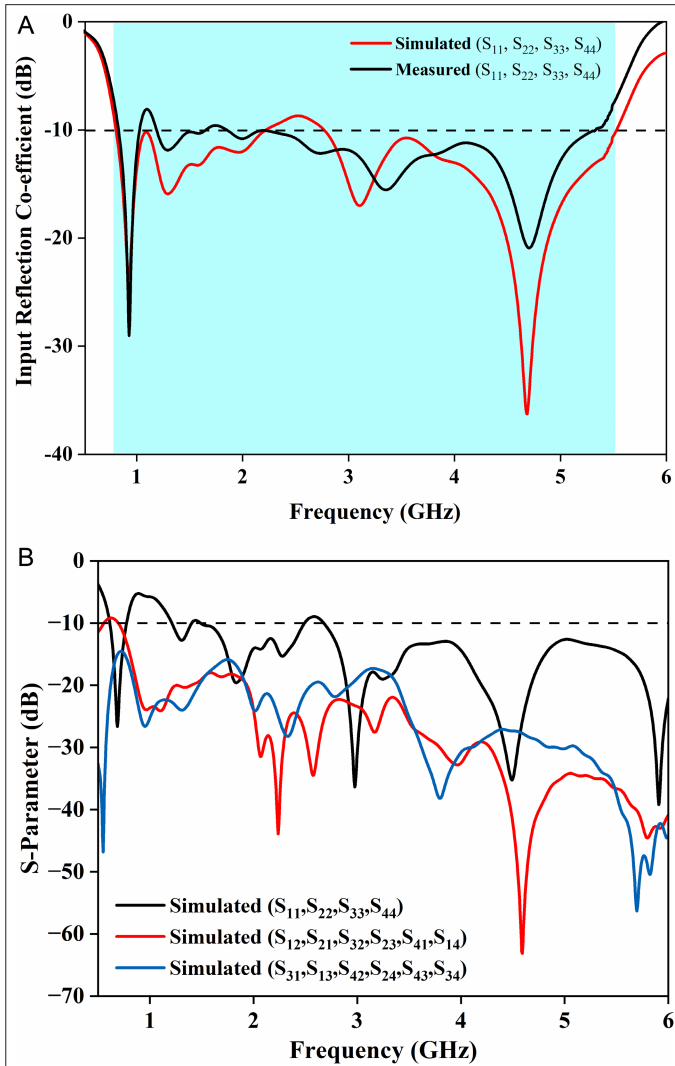 A
0
-10
-20
-30
-40
Input Reflection Co-efficient (dB)
Simulated (S11, S22, S33, S44)
Measured (S11, S22, S33, S44)
1 2 3 4 5 6
Frequency (GHz)
B
0
−10
−20
−30
−40
−50
−60
−70
S-Parameter (dB)
Simulated (S11,S22,S33,S44)
Simulated (S12,S21,S32,S23,S41,S14)
Simulated (S31,S13,S42,S24,S43,S34)
1 2 3 4 5 6
Frequency (GHz)